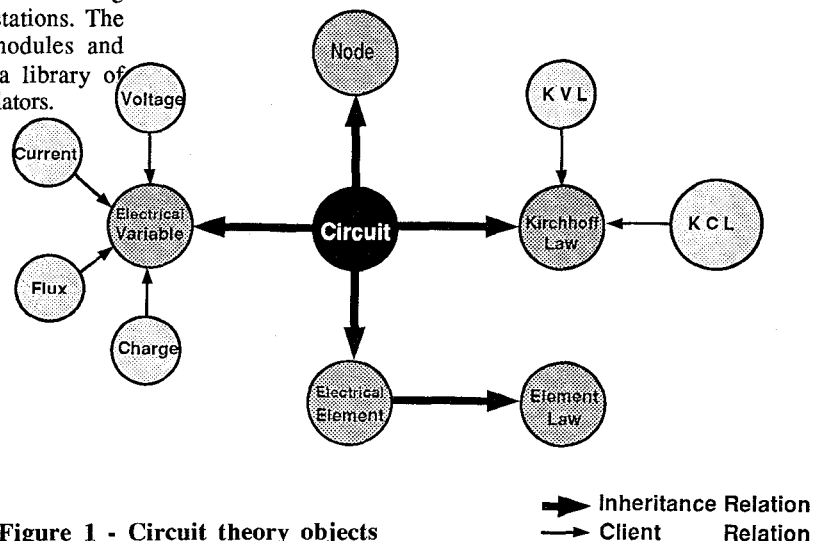 stations. The
nodules and
a library of
lators.
Node
Voltage
K V L
Current
Electrical
Variable
Circuit
Kirchhoff
Law
K C L
Flux
Charge
Electrical
Element
Element
Law
Inheritance Relation
Client Relation
Figure 1 - Circuit theory objects